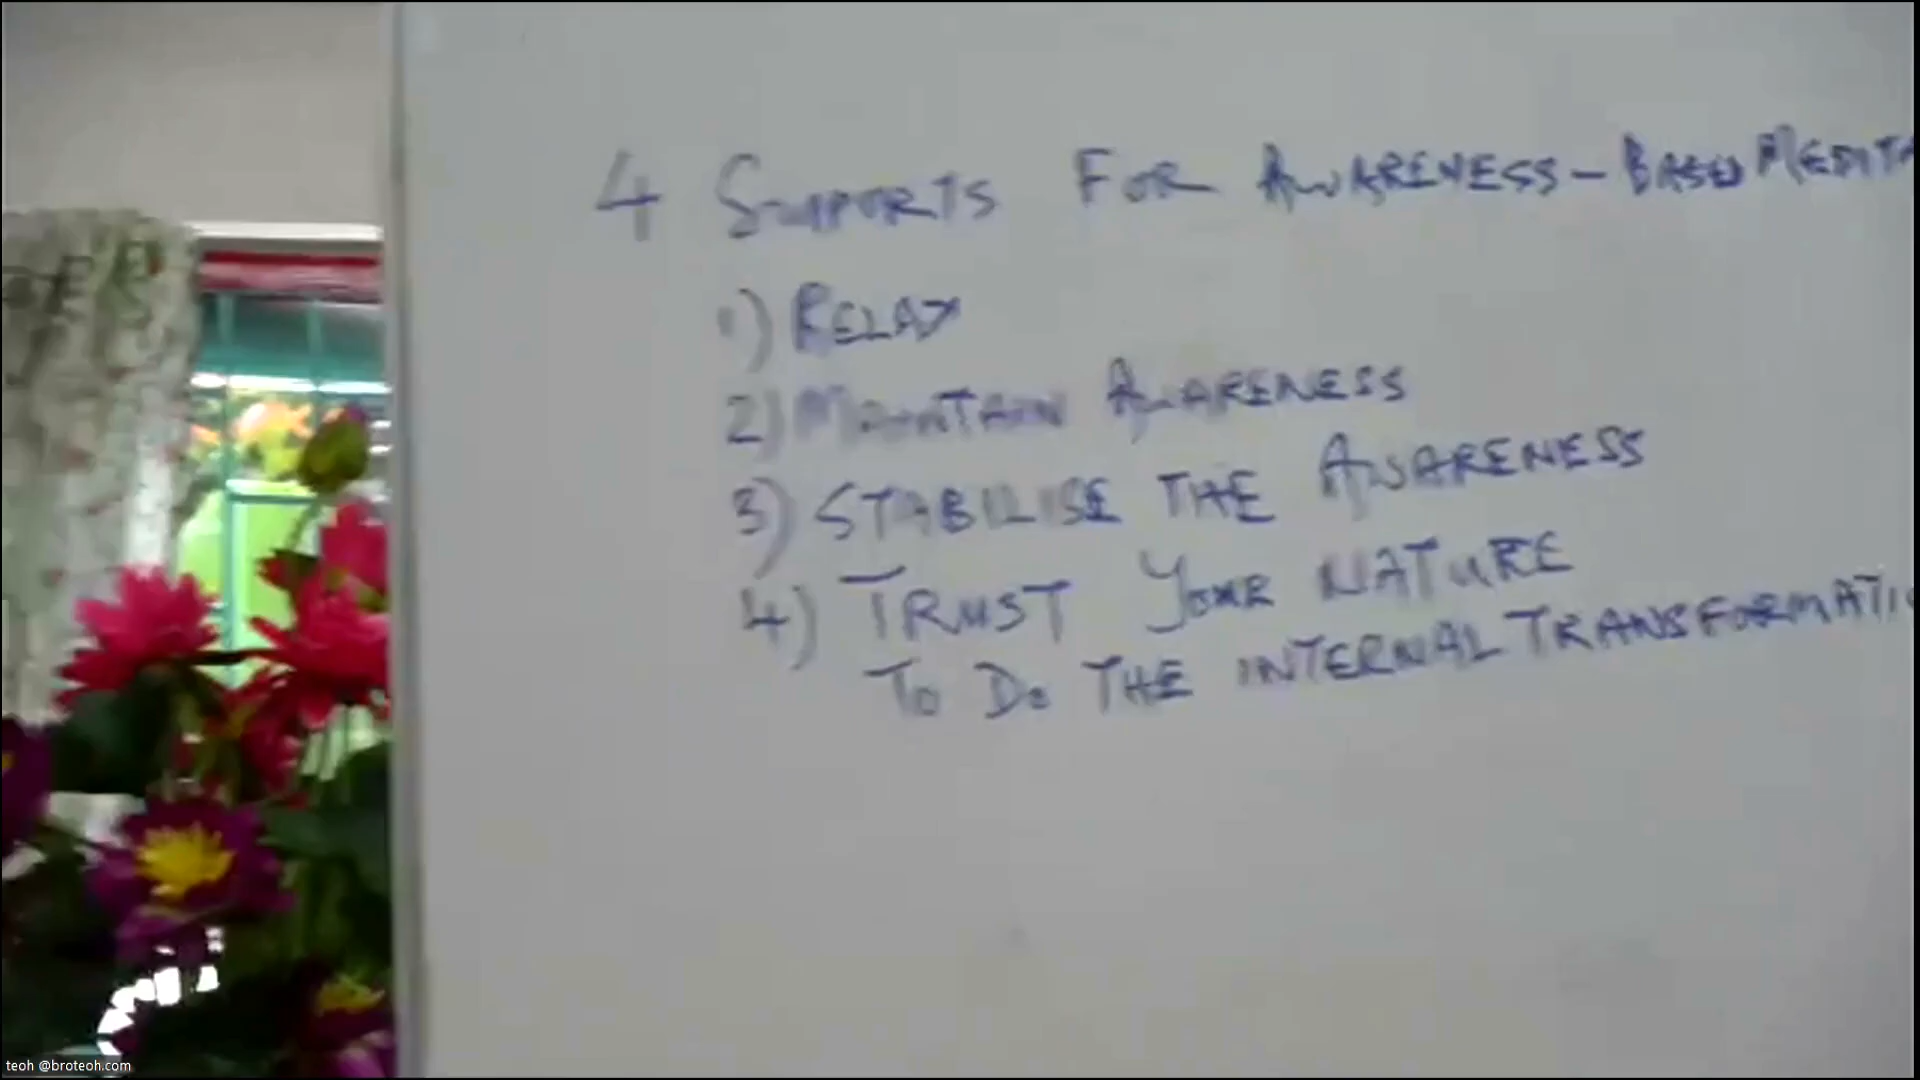 4 SUPPORTS FOR AWARENESS-BASED MEDITA
1) RELAX
2) MAINTAIN AWARENESS
3) STABILISE THE AWARENESS
4) TRUST YOUR NATURE
TO DO THE INTERNAL TRANSFORMATI
teoh @broteoh.com